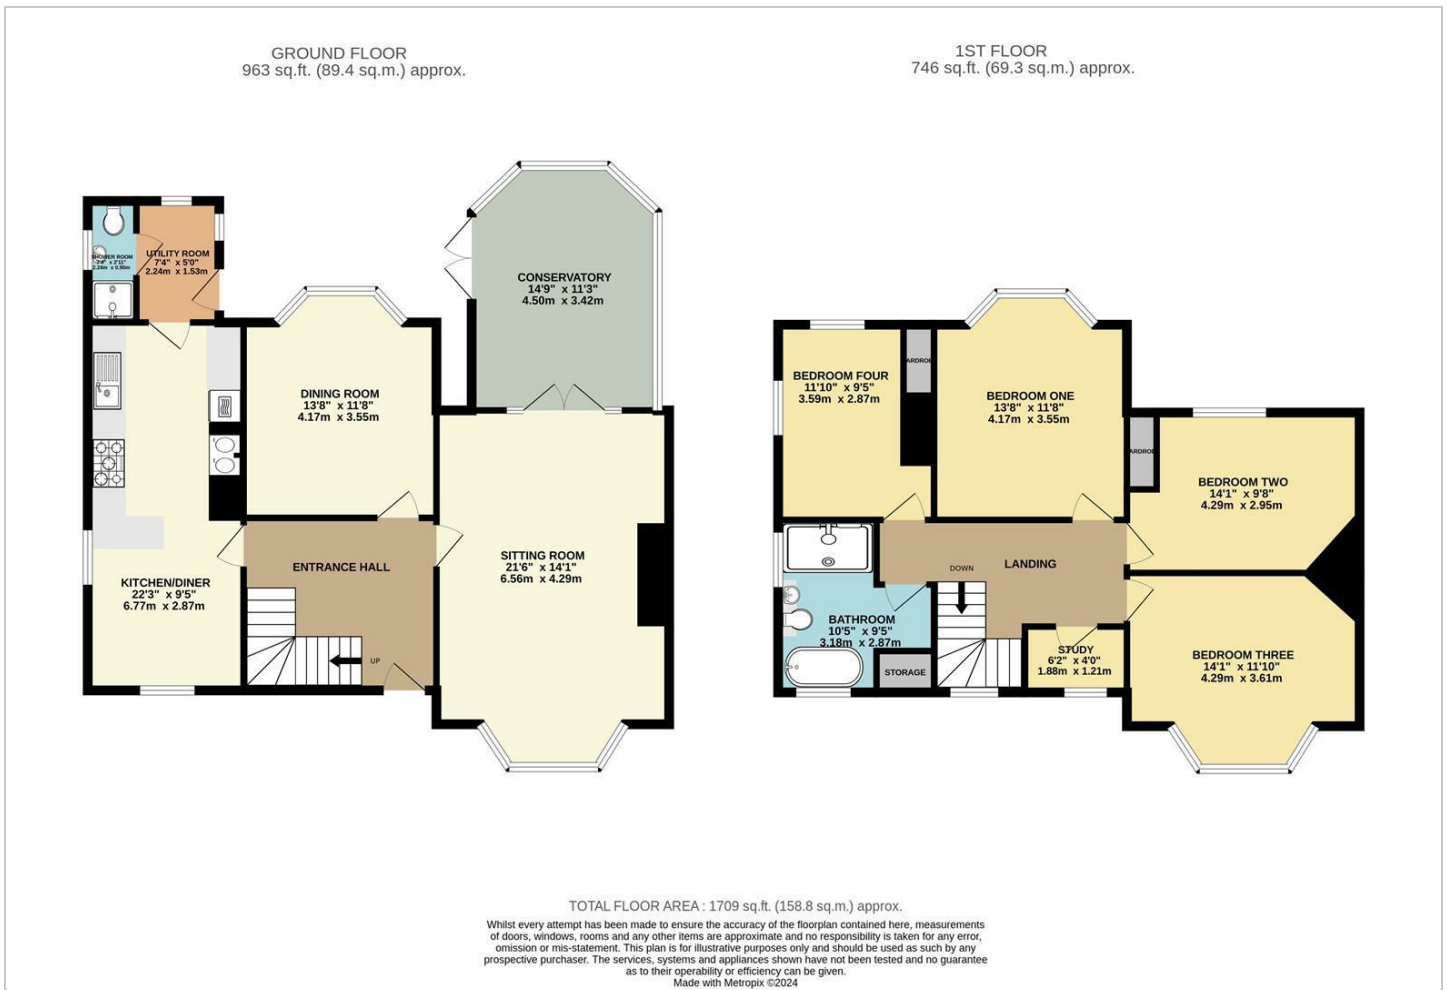 GROUND FLOOR
963 sq.ft. (89.4 sq.m.) approx.
1ST FLOOR
746 sq.ft. (69.3 sq.m.) approx.
SHOWER ROOM
7'4" x 2'11"
2.24m x 0.90m
UTILITY ROOM
7'4" x 5'0"
2.24m x 1.53m
CONSERVATORY
14'9" x 11'3"
4.50m x 3.42m
DINING ROOM
13'8" x 11'8"
4.17m x 3.55m
ENTRANCE HALL
SITTING ROOM
21'6" x 14'1"
6.56m x 4.29m
KITCHEN/DINER
22'3" x 9'5"
6.77m x 2.87m
UP
BEDROOM FOUR
11'10" x 9'5"
3.59m x 2.87m
ARDROE
BEDROOM ONE
13'8" x 11'8"
4.17m x 3.55m
ARDROE
BEDROOM TWO
14'1" x 9'8"
4.29m x 2.95m
DOWN
LANDING
BATHROOM
10'5" x 9'5"
3.18m x 2.87m
STORAGE
STUDY
6'2" x 4'0"
1.88m x 1.21m
BEDROOM THREE
14'1" x 11'10"
4.29m x 3.61m
TOTAL FLOOR AREA : 1709 sq.ft. (158.8 sq.m.) approx.
Whilst every attempt has been made to ensure the accuracy of the floorplan contained here, measurements
of doors, windows, rooms and any other items are approximate and no responsibility is taken for any error,
omission or mis-statement. This plan is for illustrative purposes only and should be used as such by any
prospective purchaser. The services, systems and appliances shown have not been tested and no guarantee
as to their operability or efficiency can be given.
Made with Metropix ©2024